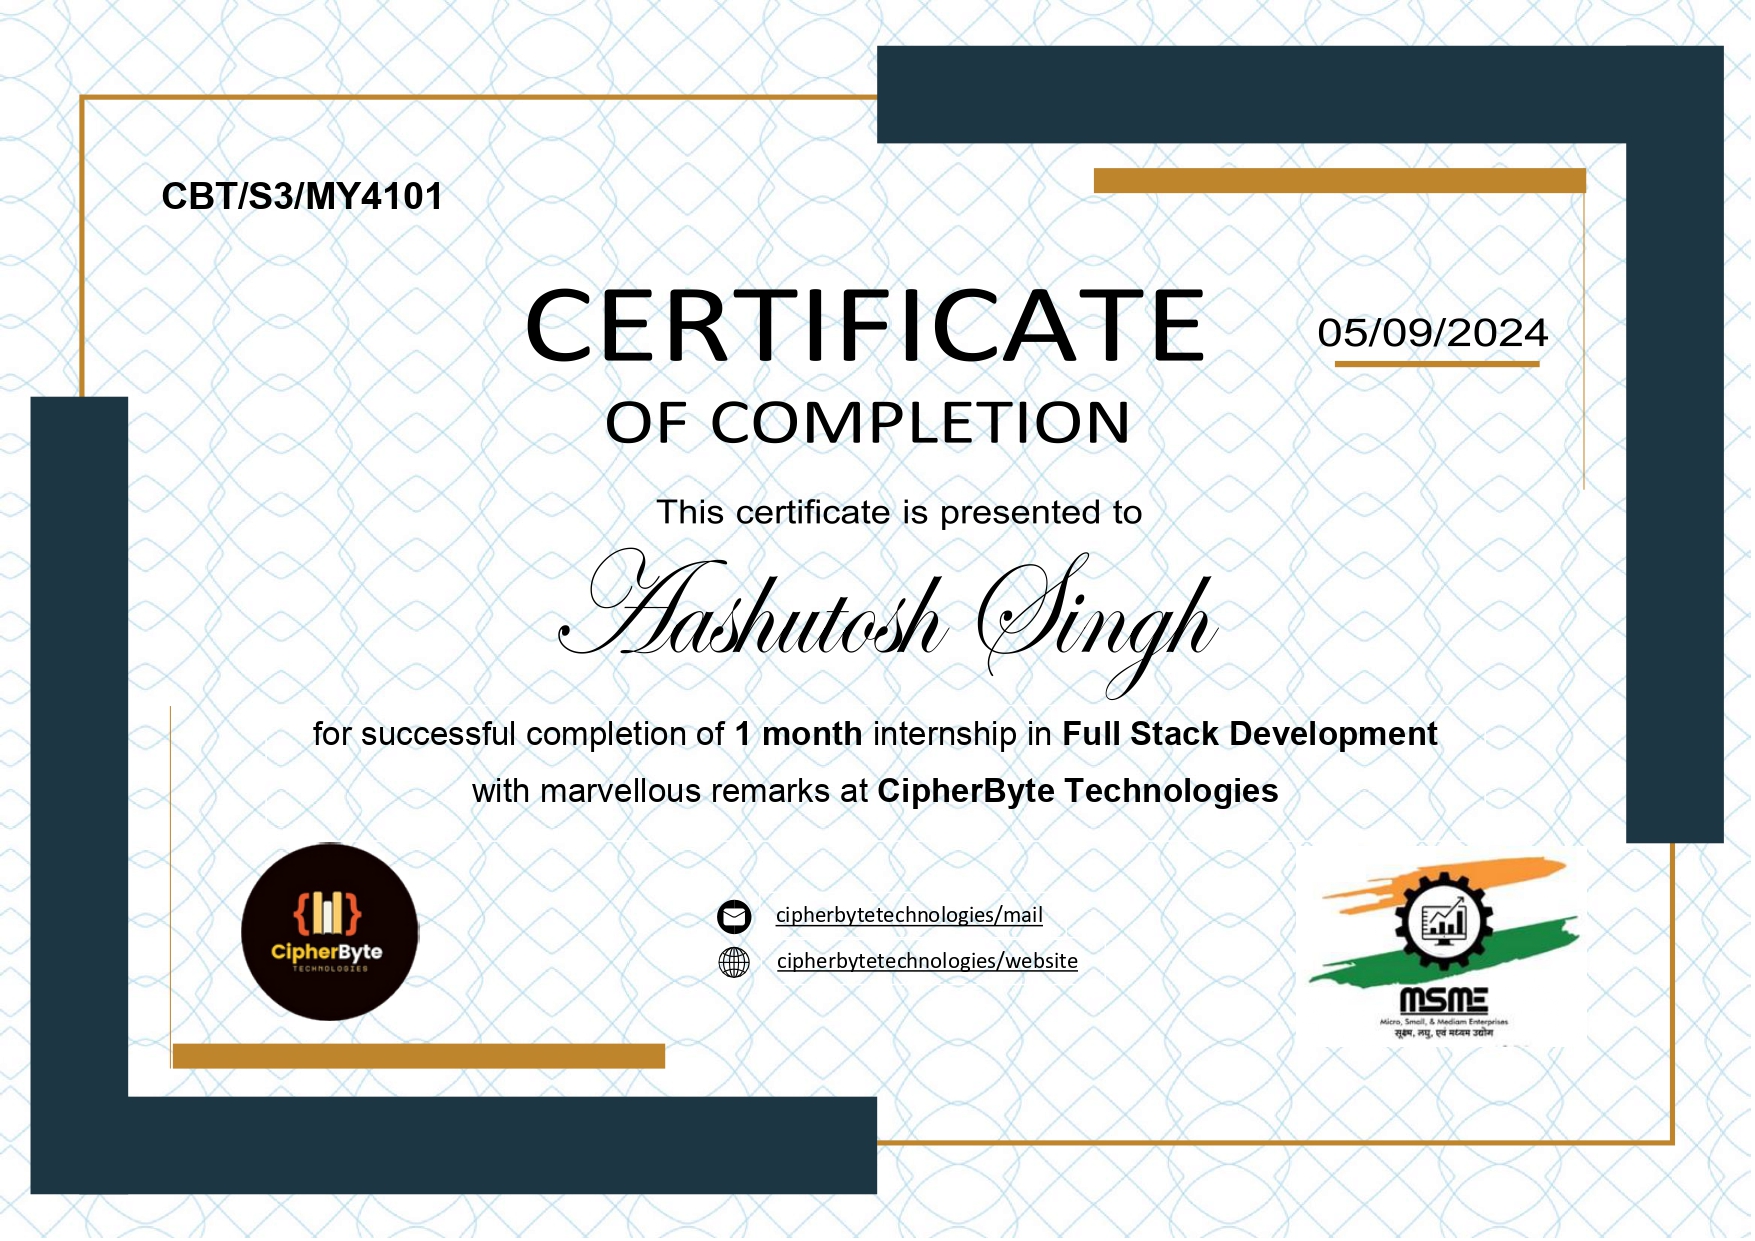 CBT/S3/MY4101
CERTIFICATE
05/09/2024
OF COMPLETION
This certificate is presented to
Aashutosh Singh
for successful completion of 1 month internship in Full Stack Development
with marvellous remarks at CipherByte Technologies
{}
CipherByte
TECHNOLOGIES
cipherbytetechnologies/mail
cipherbytetechnologies/website
MSME
Micro, Small, & Mediam Enterprises
सूक्ष्म, लघु, एवं मध्यम उद्योग